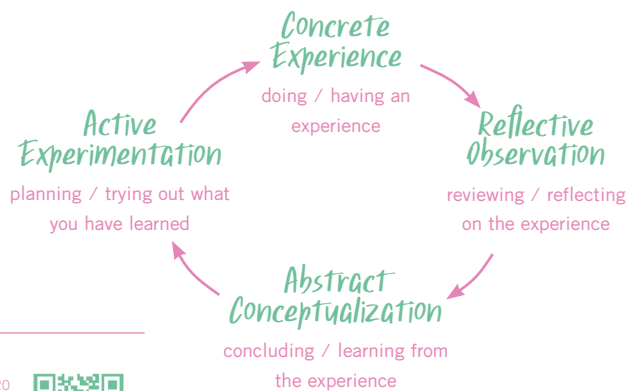 Concrete
Experience
doing / having an
experience
Reflective
Observation
reviewing / reflecting
on the experience
Abstract
Conceptualization
concluding / learning from
the experience
Active
Experimentation
planning / trying out what
you have learned
20